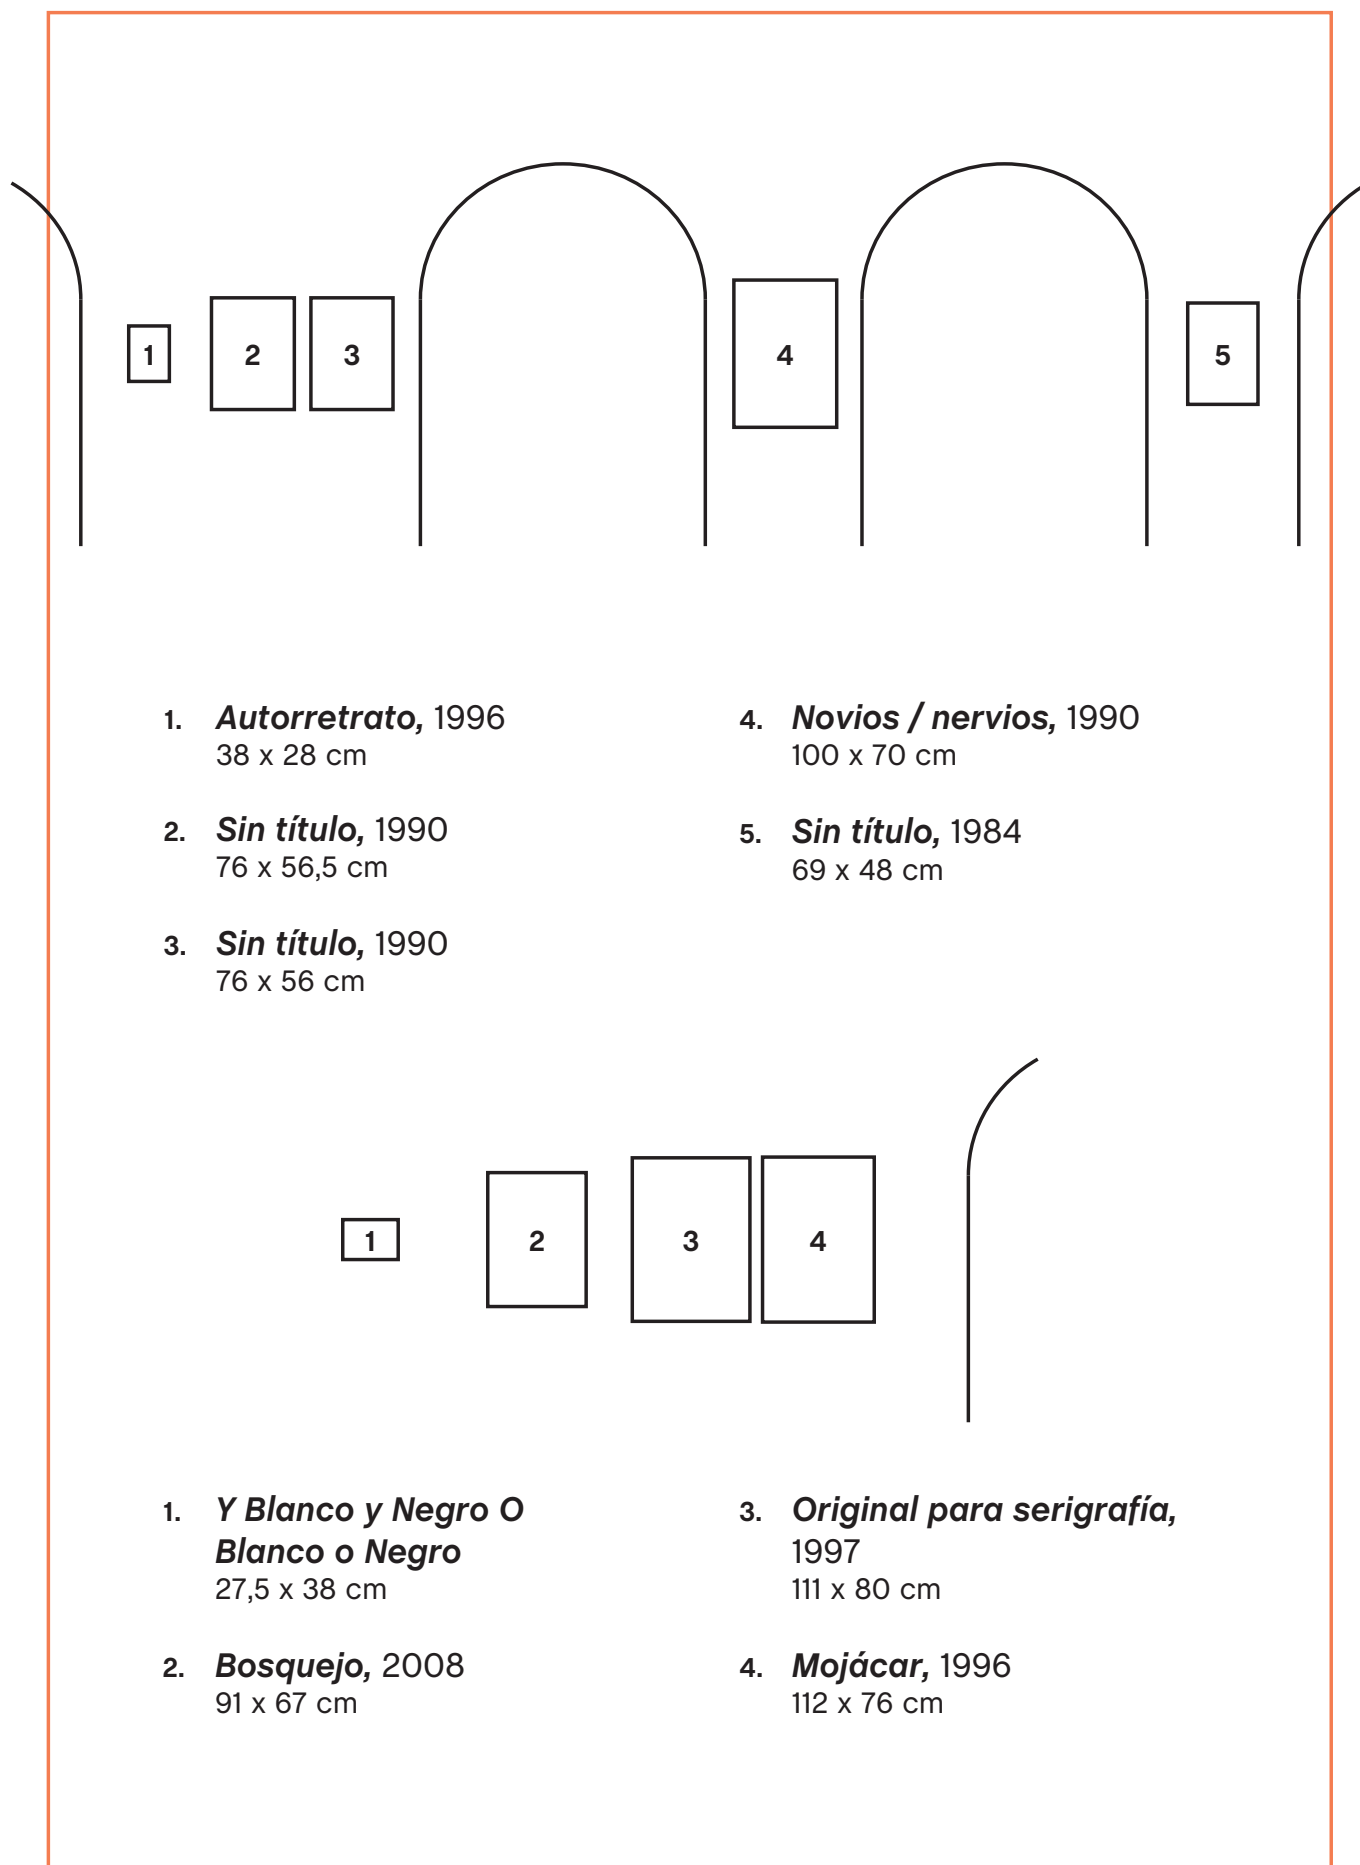 1
2
3
4
5
1. Autorretrato, 1996
38 x 28 cm
2. Sin título, 1990
76 x 56,5 cm
3. Sin título, 1990
76 x 56 cm
4. Novios / nervios, 1990
100 x 70 cm
5. Sin título, 1984
69 x 48 cm
1
2
3
4
1. Y Blanco y Negro O
Blanco o Negro
27,5 x 38 cm
2. Bosquejo, 2008
91 x 67 cm
3. Original para serigrafía,
1997
111 x 80 cm
4. Mojácar, 1996
112 x 76 cm